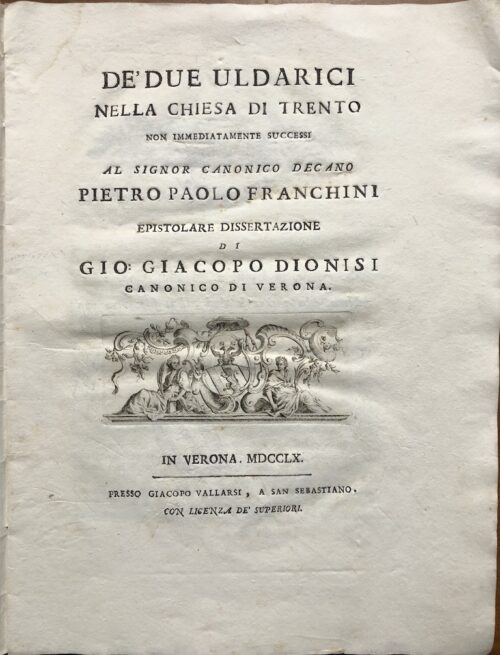 DE' DUE ULDARICI
NELLA CHIESA DI TRENTO
NON IMMEDIATAMENTE SUCCESSI
AL SIGNOR CANONICO DECANO
PIETRO PAOLO FRANCHINI
EPISTOLARE DISSERTAZIONE
DI
GIO: GIACOPO DIONISI
CANONICO DI VERONA.
IN VERONA. MDCCLX.
PRESSO GIACOPO VALLARSI, A SAN SEBASTIANO.
CON LICENZA DE' SUPERIORI.